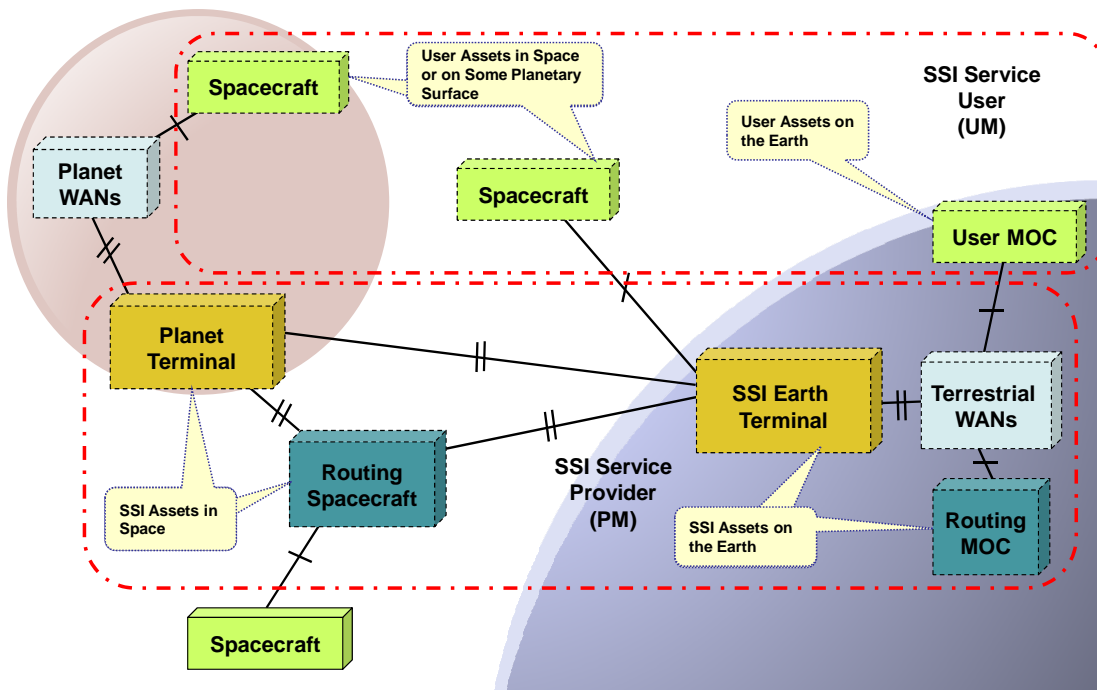 Spacecraft
User Assets in Space
or on Some Planetary
Surface
SSI Service
User
(UM)
User Assets on
the Earth
Planet
WANs
Spacecraft
User MOC
Planet
Terminal
SSI Earth
Terminal
Terrestrial
WANs
Routing
Spacecraft
SSI Service
Provider
(PM)
SSI Assets in
Space
SSI Assets on
the Earth
Routing
MOC
Spacecraft